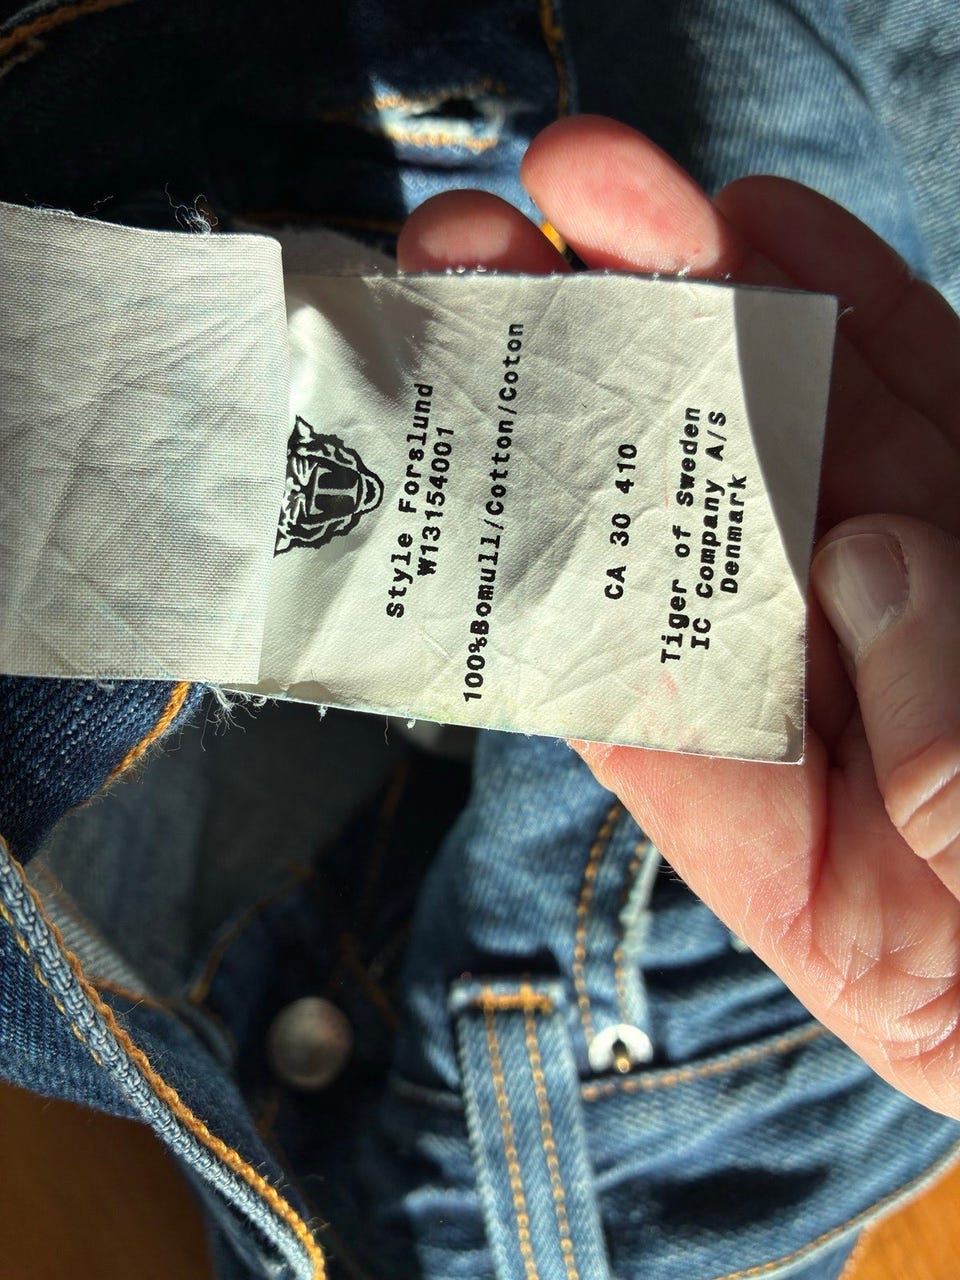 Style Forslund
W13154001
100%Bomull/Cotton/Coton
CA 30 410
Tiger of Sweden
IC Company A/S
Denmark